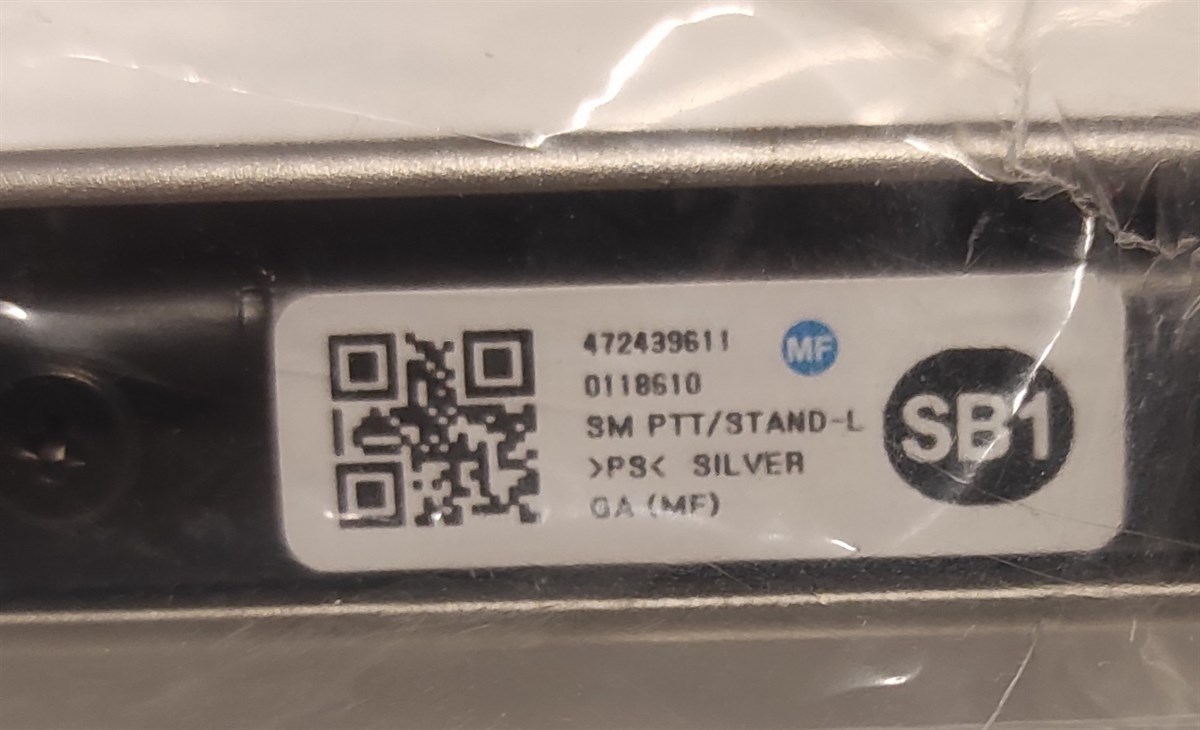 472439611
MF
0118610
SM PTT/STAND-L
>PS< SILVER
GA (MF)
SB1